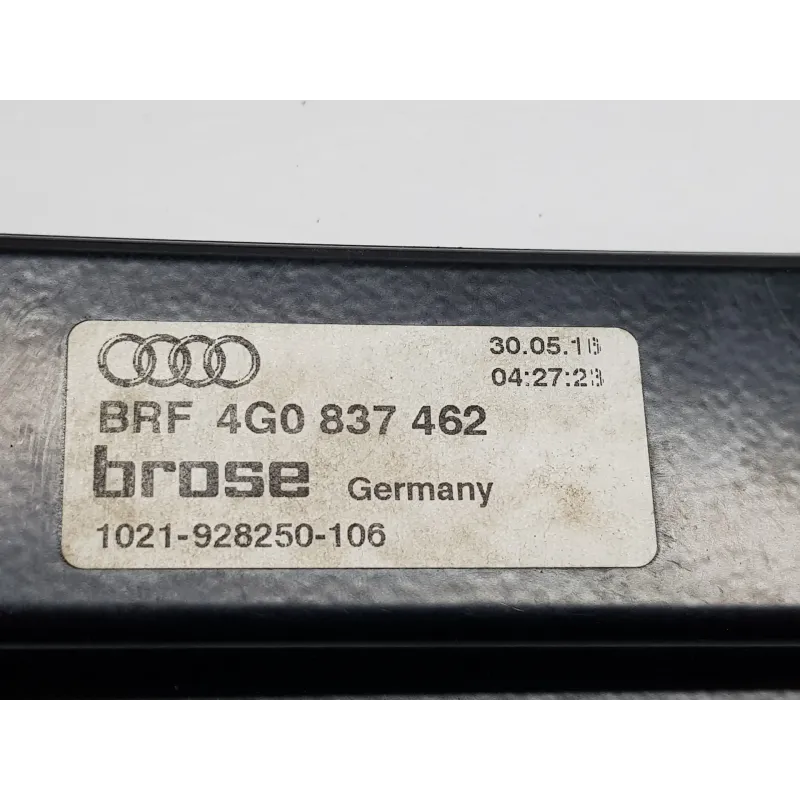 30.05.16
04:27:23
BRF 4G0 837 462
brose Germany
1021-928250-106